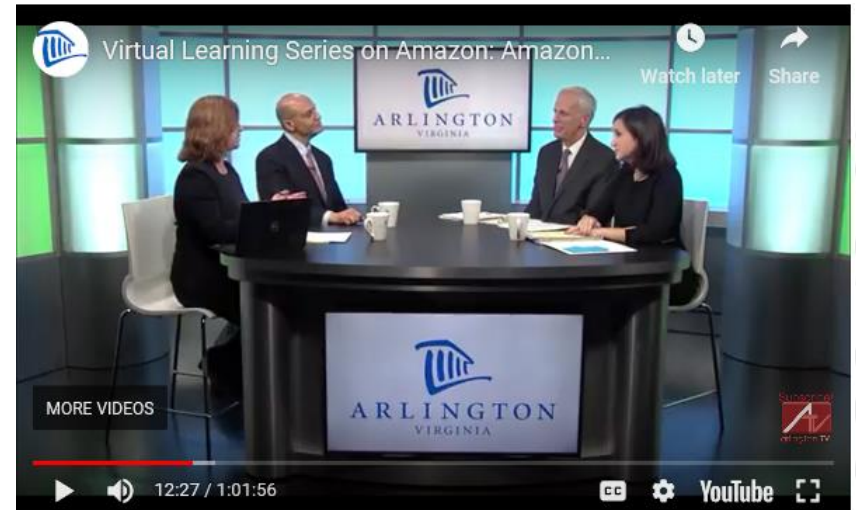 Virtual Learning Series on Amazon: Amazon...
Watch later
Share
ARLINGTON
VIRGINIA
ARLINGTON
VIRGINIA
MORE VIDEOS
Subscribe!
arlington TV
12:27 / 1:01:56
CC
YouTube